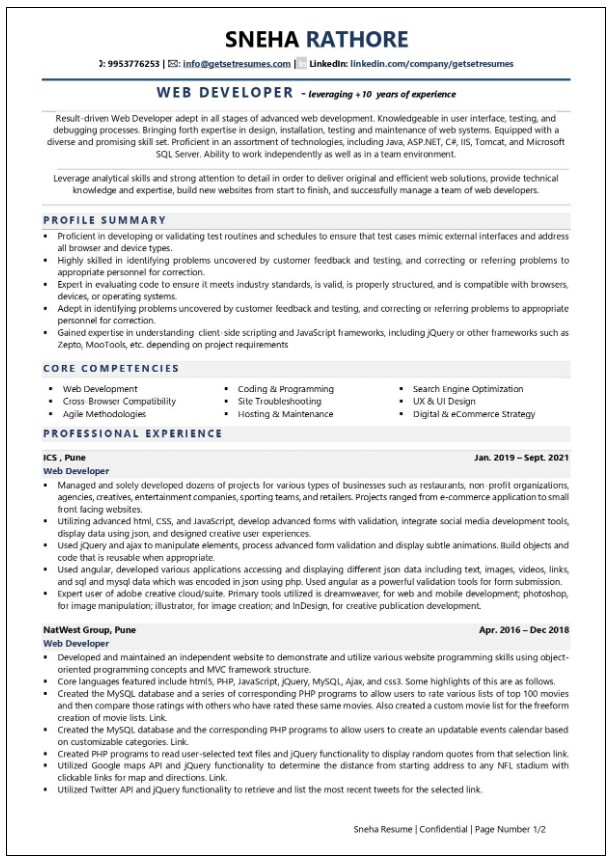 SNEHA RATHORE
: 9953776253 | : info@getsetresumes.com | in LinkedIn: linkedin.com/company/getsetresumes
WEB DEVELOPER - leveraging +10 years of experience
Result-driven Web Developer adept in all stages of advanced web development. Knowledgeable in user interface, testing, and
debugging processes. Bringing forth expertise in design, installation, testing and maintenance of web systems. Equipped with a
diverse and promising skill set. Proficient in an assortment of technologies, including Java, ASP.NET, C#, IIS, Tomcat, and Microsoft
SQL Server. Ability to work independently as well as in a team environment.
Leverage analytical skills and strong attention to detail in order to deliver original and efficient web solutions, provide technical
knowledge and expertise, build new websites from start to finish, and successfully manage a team of web developers.
PROFILE SUMMARY
▪ Proficient in developing or validating test routines and schedules to ensure that test cases mimic external interfaces and address
all browser and device types.
▪ Highly skilled in identifying problems uncovered by customer feedback and testing, and correcting or referring problems to
appropriate personnel for correction.
▪ Expert in evaluating code to ensure it meets industry standards, is valid, is properly structured, and is compatible with browsers,
devices, or operating systems.
▪ Adept in identifying problems uncovered by customer feedback and testing, and correcting or referring problems to appropriate
personnel for correction.
▪ Gained expertise in understanding client-side scripting and JavaScript frameworks, including jQuery or other frameworks such as
Zepto, MooTools, etc. depending on project requirements
CORE COMPETENCIES
▪ Web Development ▪ Coding & Programming ▪ Search Engine Optimization
▪ Cross-Browser Compatibility ▪ Site Troubleshooting ▪ UX & UI Design
▪ Agile Methodologies ▪ Hosting & Maintenance ▪ Digital & eCommerce Strategy
PROFESSIONAL EXPERIENCE
ICS , Pune Jan. 2019 – Sept. 2021
Web Developer
▪ Managed and solely developed dozens of projects for various types of businesses such as restaurants, non-profit organizations,
agencies, creatives, entertainment companies, sporting teams, and retailers. Projects ranged from e-commerce application to small
front facing websites.
▪ Utilizing advanced html, CSS, and JavaScript, develop advanced forms with validation, integrate social media development tools,
display data using json, and designed creative user experiences.
▪ Used jQuery and ajax to manipulate elements, process advanced form validation and display subtle animations. Build objects and
code that is reusable when appropriate.
▪ Used angular, developed various applications accessing and displaying different json data including text, images, videos, links,
and sql and mysql data which was encoded in json using php. Used angular as a powerful validation tools for form submission.
▪ Expert user of adobe creative cloud/suite. Primary tools utilized is dreamweaver, for web and mobile development; photoshop,
for image manipulation; illustrator, for image creation; and InDesign, for creative publication development.
NatWest Group, Pune Apr. 2016 – Dec 2018
Web Developer
▪ Developed and maintained an independent website to demonstrate and utilize various website programming skills using object-
oriented programming concepts and MVC framework structure.
▪ Core languages featured include html5, PHP, JavaScript, jQuery, MySQL, Ajax, and css3. Some highlights of this are as follows.
▪ Created the MySQL database and a series of corresponding PHP programs to allow users to rate various lists of top 100 movies
and then compare those ratings with others who have rated these same movies. Also created a custom movie list for the freeform
creation of movie lists. Link.
▪ Created the MySQL database and the corresponding PHP programs to allow users to create an updatable events calendar based
on customizable categories. Link.
▪ Created PHP programs to read user-selected text files and jQuery functionality to display random quotes from that selection link.
▪ Utilized Google maps API and jQuery functionality to determine the distance from starting address to any NFL stadium with
clickable links for map and directions. Link.
▪ Utilized Twitter API and jQuery functionality to retrieve and list the most recent tweets for the selected link.
Sneha Resume | Confidential | Page Number 1/2